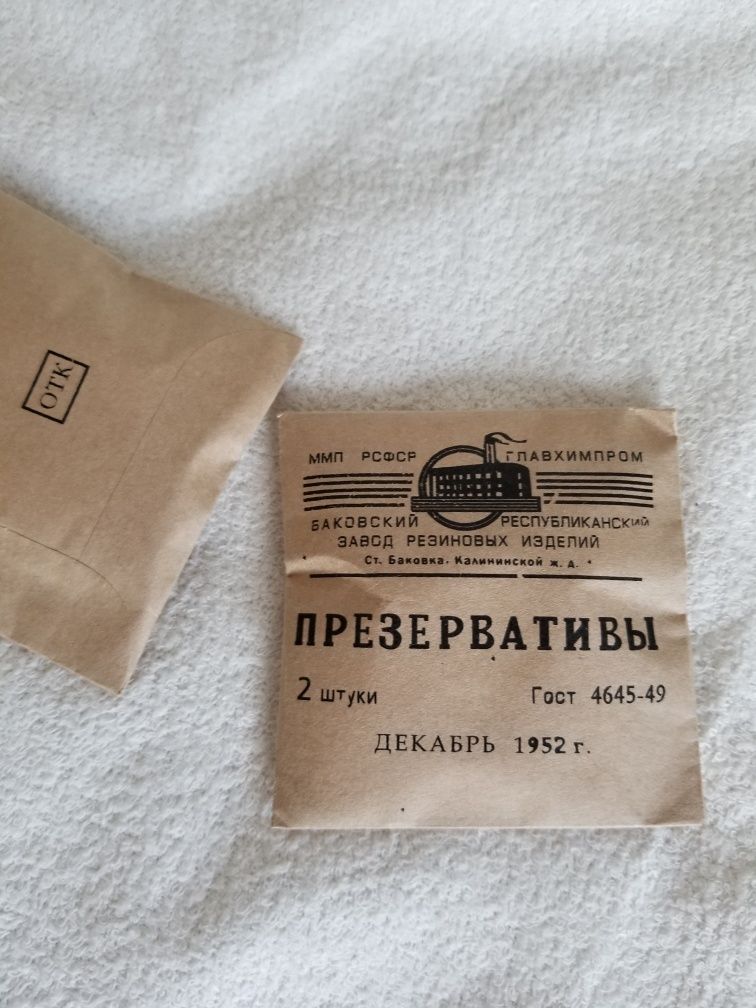 ОТК
ММП РСФСР ГЛАВХИМПРОМ
БАКОВСКИЙ РЕСПУБЛИКАНСКИЙ
ЗАВОД РЕЗИНОВЫХ ИЗДЕЛИЙ
Ст. Баковка. Калининской ж. д.
ПРЕЗЕРВАТИВЫ
2 штуки Гост 4645-49
ДЕКАБРЬ 1952 г.